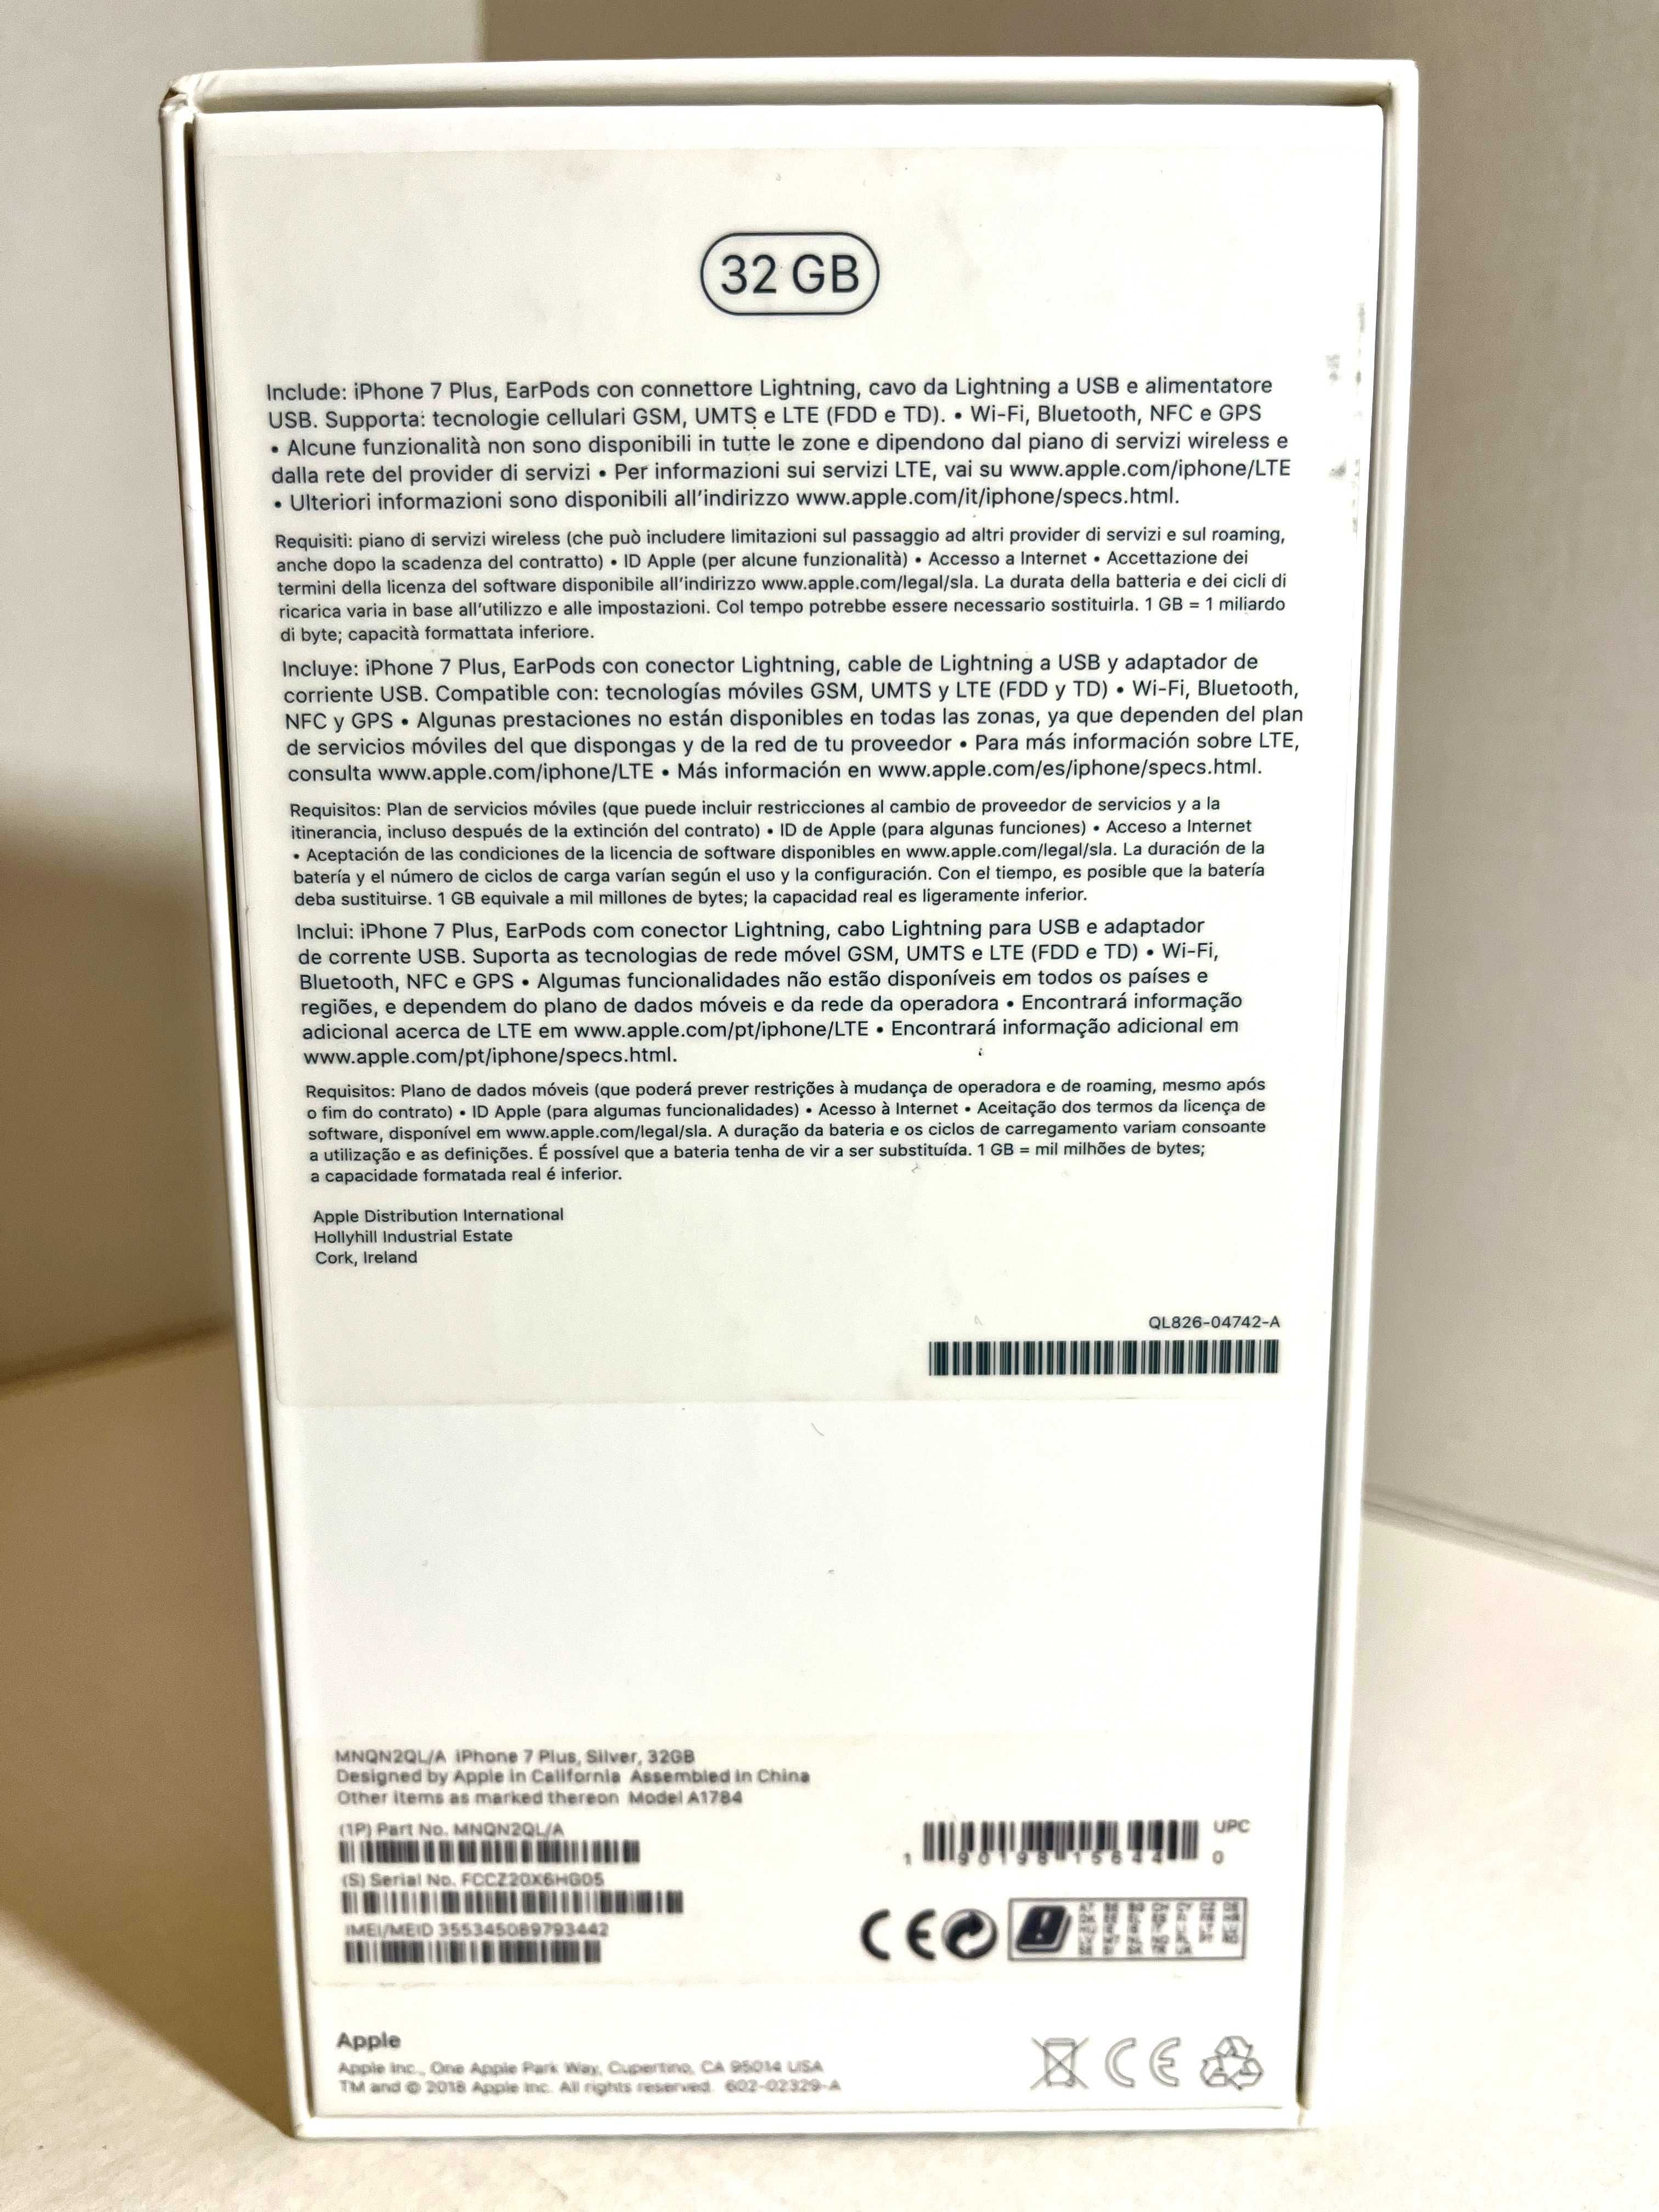 32 GB
Include: iPhone 7 Plus, EarPods con connettore Lightning, cavo da Lightning a USB e alimentatore
USB. Supporta: tecnologie cellulari GSM, UMTS e LTE (FDD e TD). • Wi-Fi, Bluetooth, NFC e GPS
• Alcune funzionalità non sono disponibili in tutte le zone e dipendono dal piano di servizi wireless e
dalla rete del provider di servizi • Per informazioni sui servizi LTE, vai su www.apple.com/iphone/LTE
• Ulteriori informazioni sono disponibili all'indirizzo www.apple.com/it/iphone/specs.html.
Requisiti: piano di servizi wireless (che può includere limitazioni sul passaggio ad altri provider di servizi e sul roaming,
anche dopo la scadenza del contratto) • ID Apple (per alcune funzionalità) • Accesso a Internet • Accettazione dei
termini della licenza del software disponibile all'indirizzo www.apple.com/legal/sla. La durata della batteria e dei cicli di
ricarica varia in base all'utilizzo e alle impostazioni. Col tempo potrebbe essere necessario sostituirla. 1 GB = 1 miliardo
di byte; capacità formattata inferiore.
Incluye: iPhone 7 Plus, EarPods con conector Lightning, cable de Lightning a USB y adaptador de
corriente USB. Compatible con: tecnologías móviles GSM, UMTS y LTE (FDD y TD) • Wi-Fi, Bluetooth,
NFC y GPS • Algunas prestaciones no están disponibles en todas las zonas, ya que dependen del plan
de servicios móviles del que dispongas y de la red de tu proveedor • Para más información sobre LTE,
consulta www.apple.com/iphone/LTE • Más información en www.apple.com/es/iphone/specs.html.
Requisitos: Plan de servicios móviles (que puede incluir restricciones al cambio de proveedor de servicios y a la
itinerancia, incluso después de la extinción del contrato) • ID de Apple (para algunas funciones) • Acceso a Internet
• Aceptación de las condiciones de la licencia de software disponibles en www.apple.com/legal/sla. La duración de la
batería y el número de ciclos de carga varían según el uso y la configuración. Con el tiempo, es posible que la batería
deba sustituirse. 1 GB equivale a mil millones de bytes; la capacidad real es ligeramente inferior.
Inclui: iPhone 7 Plus, EarPods com conector Lightning, cabo Lightning para USB e adaptador
de corrente USB. Suporta as tecnologias de rede móvel GSM, UMTS e LTE (FDD e TD) • Wi-Fi,
Bluetooth, NFC e GPS • Algumas funcionalidades não estão disponíveis em todos os países e
regiões, e dependem do plano de dados móveis e da rede da operadora • Encontrará informação
adicional acerca de LTE em www.apple.com/pt/iphone/LTE • Encontrará informação adicional em
www.apple.com/pt/iphone/specs.html.
Requisitos: Plano de dados móveis (que poderá prever restrições à mudança de operadora e de roaming, mesmo após
o fim do contrato) • ID Apple (para algumas funcionalidades) • Acesso à Internet • Aceitação dos termos da licença de
software, disponível em www.apple.com/legal/sla. A duração da bateria e os ciclos de carregamento variam consoante
a utilização e as definições. É possível que a bateria tenha de vir a ser substituída. 1 GB = mil milhões de bytes;
a capacidade formatada real é inferior.
Apple Distribution International
Hollyhill Industrial Estate
Cork, Ireland
QL826-04742-A
MNQN2QL/A iPhone 7 Plus, Silver, 32GB
Designed by Apple in California Assembled in China
Other items as marked thereon Model A1784
(1P) Part No. MNQN2QL/A
UPC
1 90198 15644 0
(S) Serial No. FCCZ20X6HG05
IMEI/MEID 355345089793442
CE
Apple
Apple Inc., One Apple Park Way, Cupertino, CA 95014 USA
TM and © 2018 Apple Inc. All rights reserved. 602-02329-A
CE